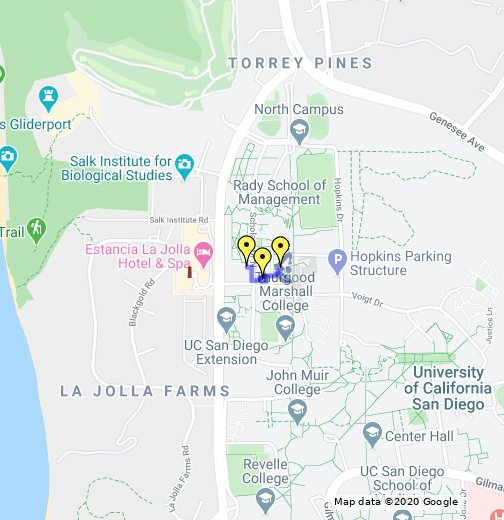 TORREY PINES
North Campus
Genesee Ave
s Gliderport
Salk Institute for
Biological Studies
Rady School of
Management
Hopkins Dr
Salk Institute Rd
Trail
Estancia La Jolla
Hotel & Spa
Hopkins Parking
Structure
Marshall
College
Voigt Dr
Blackgold Rd
Justice Ln
UC San Diego
Extension
John Muir
College
University
of California
San Diego
LA JOLLA FARMS
Center Hall
La Jolla Farms Rd
Revelle
College
UC San Diego
School of
Gilma
Map data ©2020 Google